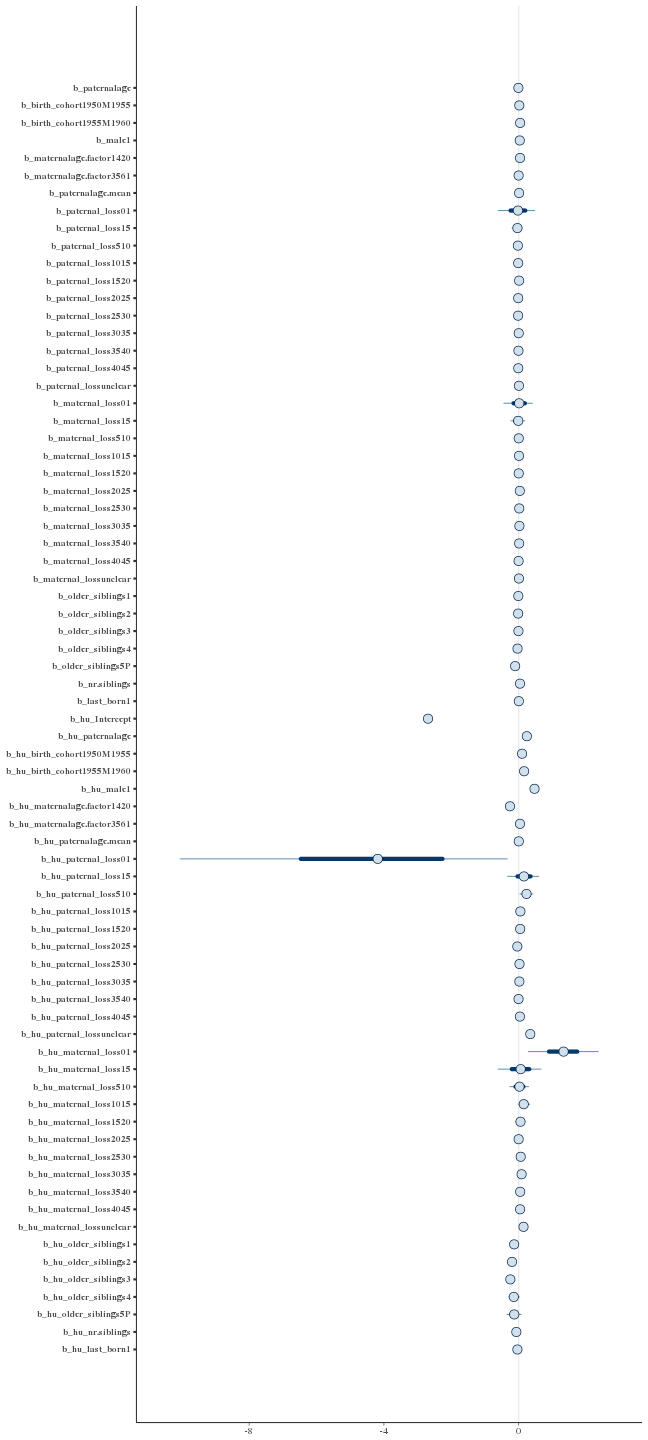 b_paternalage
b_birth_cohort1950M1955
b_birth_cohort1955M1960
b_male1
b_maternalage.factor1420
b_maternalage.factor3561
b_paternalage.mean
b_paternal_loss01
b_paternal_loss15
b_paternal_loss510
b_paternal_loss1015
b_paternal_loss1520
b_paternal_loss2025
b_paternal_loss2530
b_paternal_loss3035
b_paternal_loss3540
b_paternal_loss4045
b_paternal_lossunclear
b_maternal_loss01
b_maternal_loss15
b_maternal_loss510
b_maternal_loss1015
b_maternal_loss1520
b_maternal_loss2025
b_maternal_loss2530
b_maternal_loss3035
b_maternal_loss3540
b_maternal_loss4045
b_maternal_lossunclear
b_older_siblings1
b_older_siblings2
b_older_siblings3
b_older_siblings4
b_older_siblings5P
b_nr.siblings
b_last_born1
b_hu_Intercept
b_hu_paternalage
b_hu_birth_cohort1950M1955
b_hu_birth_cohort1955M1960
b_hu_male1
b_hu_maternalage.factor1420
b_hu_maternalage.factor3561
b_hu_paternalage.mean
b_hu_paternal_loss01
b_hu_paternal_loss15
b_hu_paternal_loss510
b_hu_paternal_loss1015
b_hu_paternal_loss1520
b_hu_paternal_loss2025
b_hu_paternal_loss2530
b_hu_paternal_loss3035
b_hu_paternal_loss3540
b_hu_paternal_loss4045
b_hu_paternal_lossunclear
b_hu_maternal_loss01
b_hu_maternal_loss15
b_hu_maternal_loss510
b_hu_maternal_loss1015
b_hu_maternal_loss1520
b_hu_maternal_loss2025
b_hu_maternal_loss2530
b_hu_maternal_loss3035
b_hu_maternal_loss3540
b_hu_maternal_loss4045
b_hu_maternal_lossunclear
b_hu_older_siblings1
b_hu_older_siblings2
b_hu_older_siblings3
b_hu_older_siblings4
b_hu_older_siblings5P
b_hu_nr.siblings
b_hu_last_born1
-8 -4 0